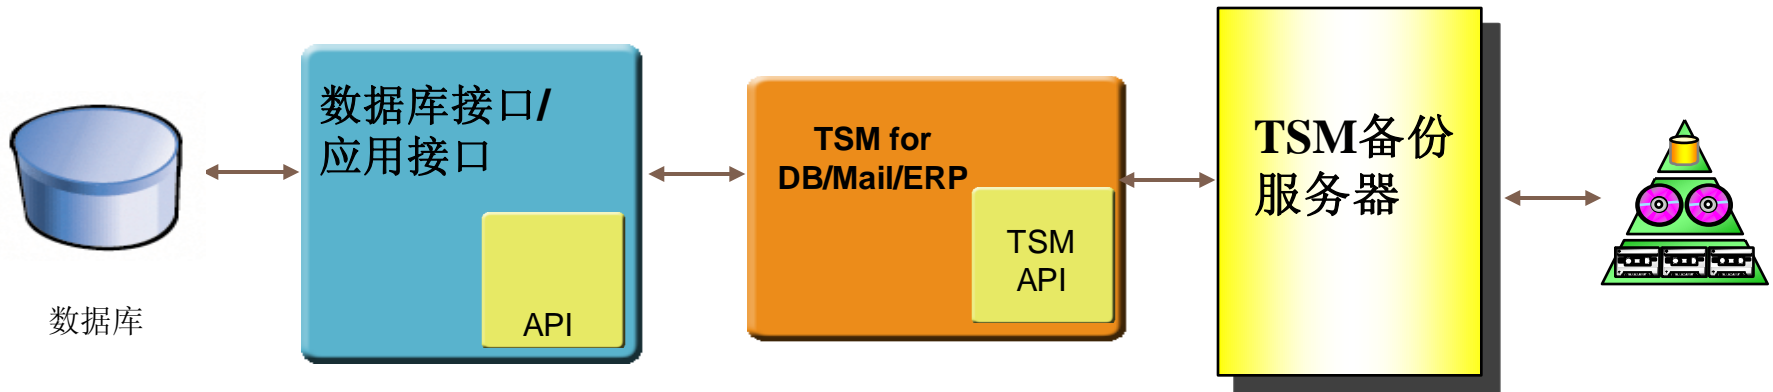 数据库
数据库接口/
应用接口
API
TSM for
DB/Mail/ERP
TSM
API
TSM备份
服务器